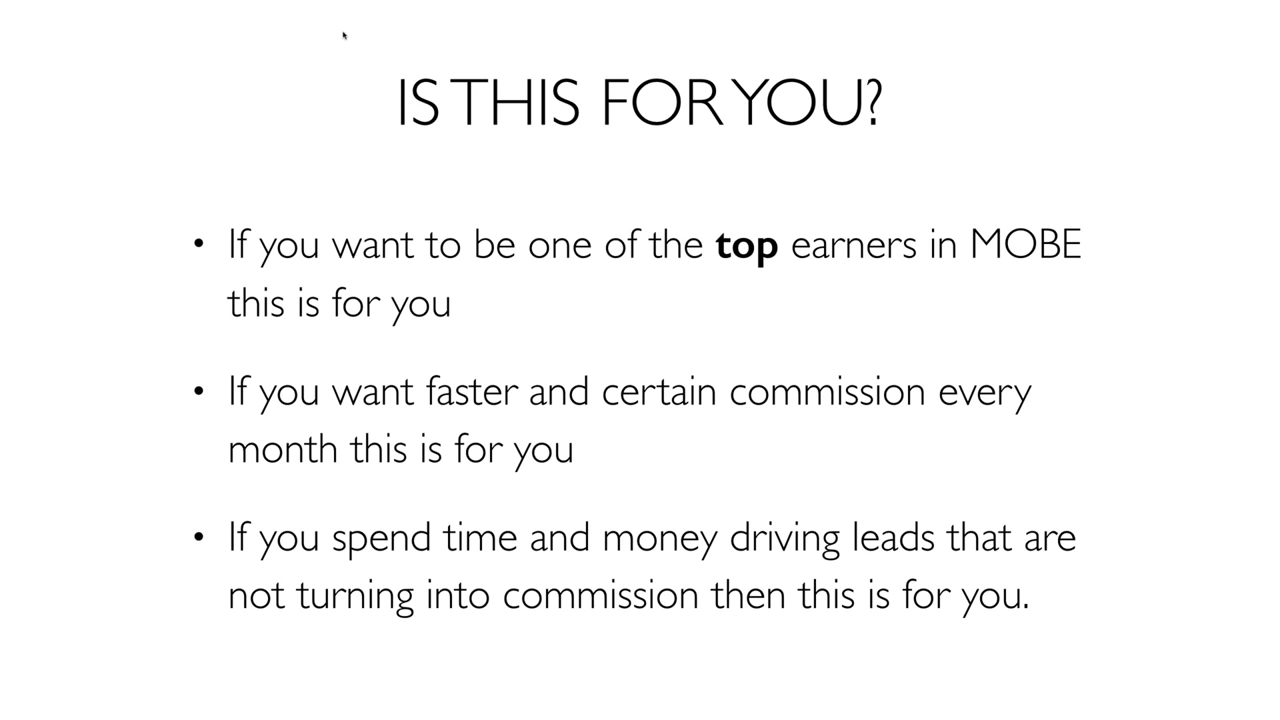 IS THIS FOR YOU?
• If you want to be one of the top earners in MOBE
this is for you
• If you want faster and certain commission every
month this is for you
• If you spend time and money driving leads that are
not turning into commission then this is for you.